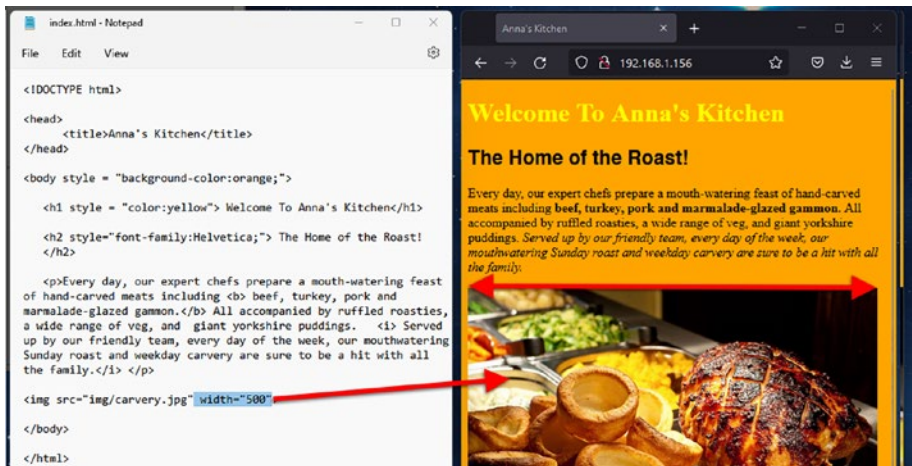 index.html - Notepad
File Edit View
<!DOCTYPE html>
<head>
<title>Anna's Kitchen</title>
</head>
<body style = "background-color:orange;">
<h1 style = "color:yellow"> Welcome To Anna's Kitchen</h1>
<h2 style="font-family:Helvetica;"> The Home of the Roast!
</h2>
<p>Every day, our expert chefs prepare a mouth-watering feast
of hand-carved meats including <b> beef, turkey, pork and
marmalade-glazed gammon.</b> All accompanied by ruffled roasties,
a wide range of veg, and giant yorkshire puddings. <i> Served
up by our friendly team, every day of the week, our mouthwatering
Sunday roast and weekday carvery are sure to be a hit with all
the family.</i> </p>
<img src="img/carvery.jpg" width="500"
</body>
</html>
Anna's Kitchen
192.168.1.156
Welcome To Anna's Kitchen
The Home of the Roast!
Every day, our expert chefs prepare a mouth-watering feast of hand-carved
meats including beef, turkey, pork and marmalade-glazed gammon. All
accompanied by ruffled roasties, a wide range of veg, and giant yorkshire
puddings. Served up by our friendly team, every day of the week, our
mouthwatering Sunday roast and weekday carvery are sure to be a hit with all
the family.